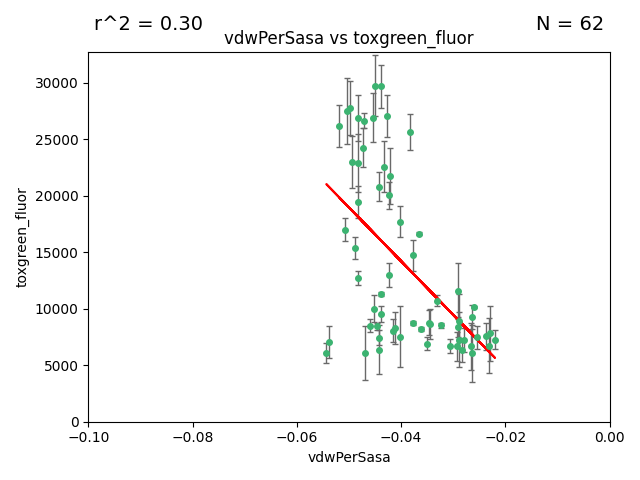 r^2 = 0.30
N = 62
vdwPerSasa vs toxgreen_fluor
30000
25000
20000
15000
10000
5000
0
toxgreen_fluor
−0.10
−0.08
−0.06
−0.04
−0.02
0.00
vdwPerSasa